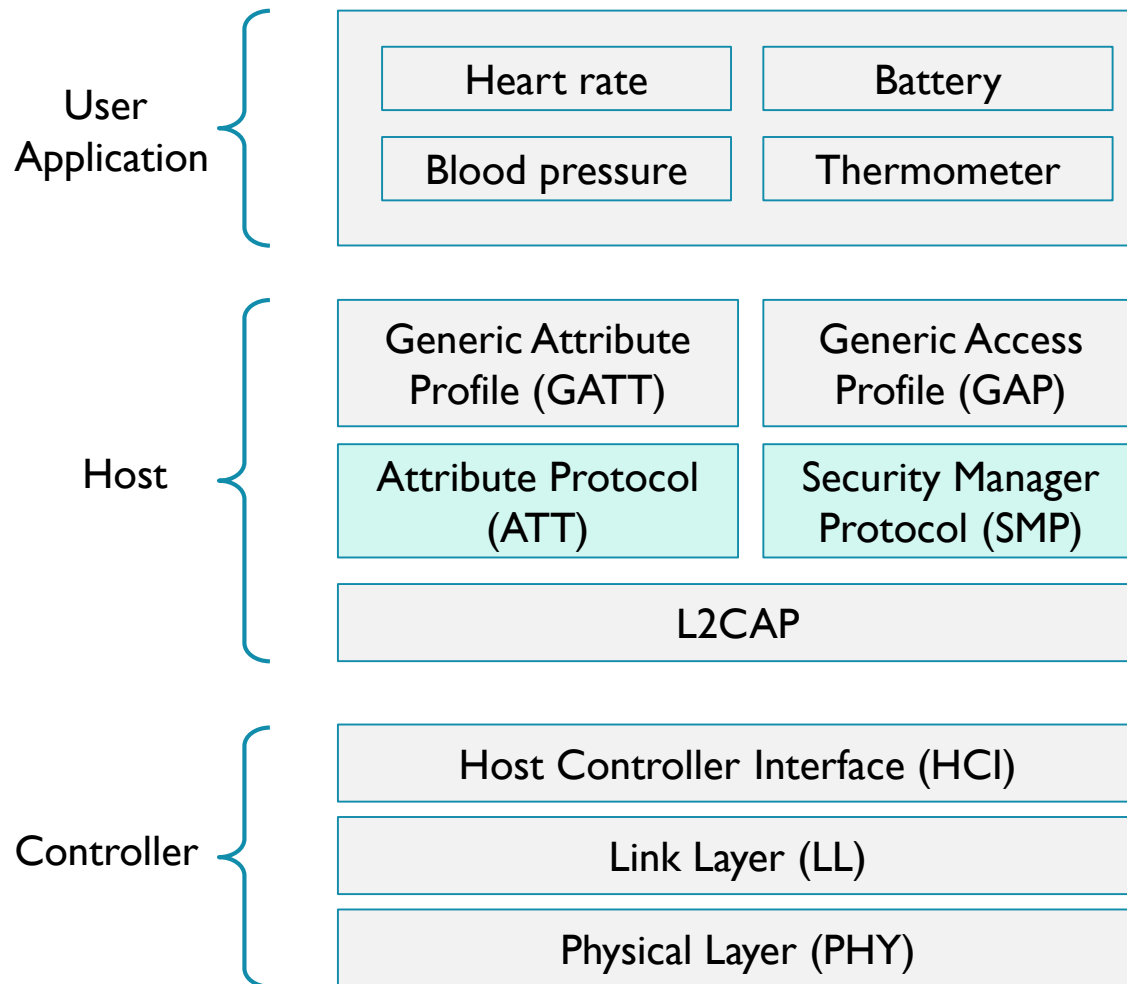 User
Application
Heart rate
Battery
Blood pressure
Thermometer
Host
Generic Attribute
Profile (GATT)
Generic Access
Profile (GAP)
Attribute Protocol
(ATT)
Security Manager
Protocol (SMP)
L2CAP
Controller
Host Controller Interface (HCI)
Link Layer (LL)
Physical Layer (PHY)